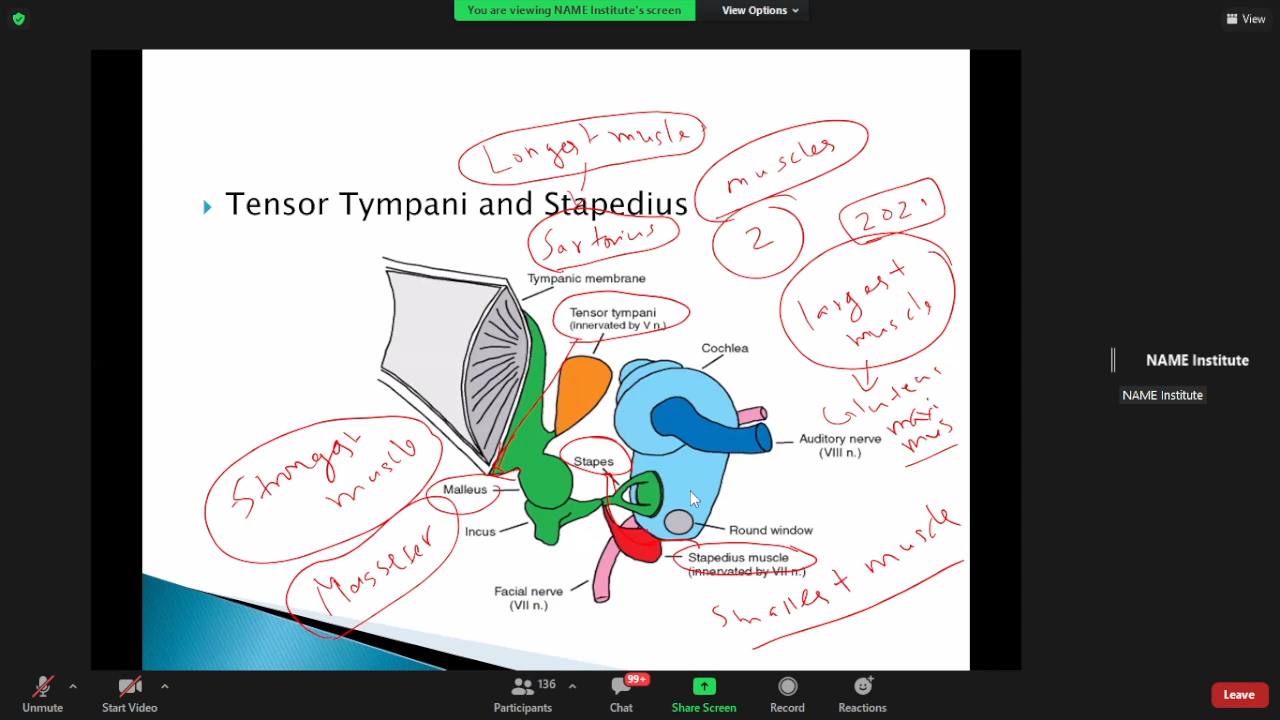 You are viewing NAME Institute's screen
View Options
View
Longest muscle
muscles
Tensor Tympani and Stapedius
2021
Sartorius
2
largest
muscle
Tympanic membrane
Tensor tympani
(innervated by V n.)
Cochlea
Gluteus
maxi
mus
NAME Institute
NAME Institute
Auditory nerve
(VIII n.)
Strongest
muscle
Stapes
Malleus
Incus
Round window
Stapedius muscle
(innervated by VII n.)
Masseter
Facial nerve
(VII n.)
Smallest muscle
Unmute
Start Video
136
Participants
99+
Chat
Share Screen
Record
Reactions
Leave